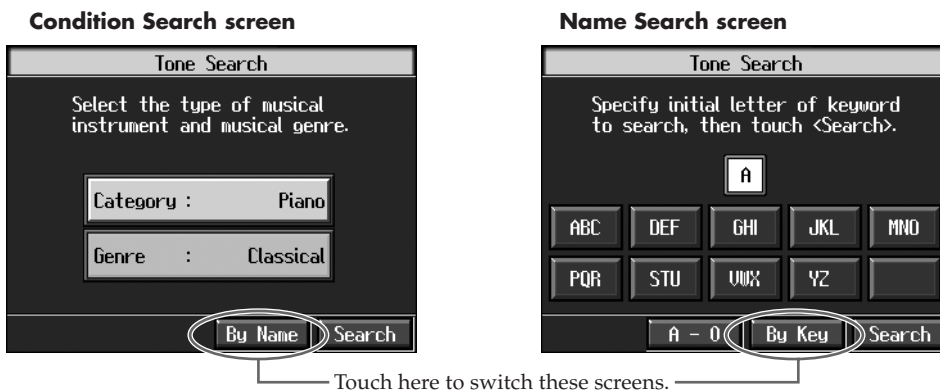 Condition Search screen
Tone Search
Select the type of musical
instrument and musical genre.
Category : Piano
Genre : Classical
By Name Search
Name Search screen
Tone Search
Specify initial letter of keyword
to search, then touch <Search>.
A
ABC DEF GHI JKL MNO
PQR STU VWX YZ
A - 0 By Key Search
Touch here to switch these screens.